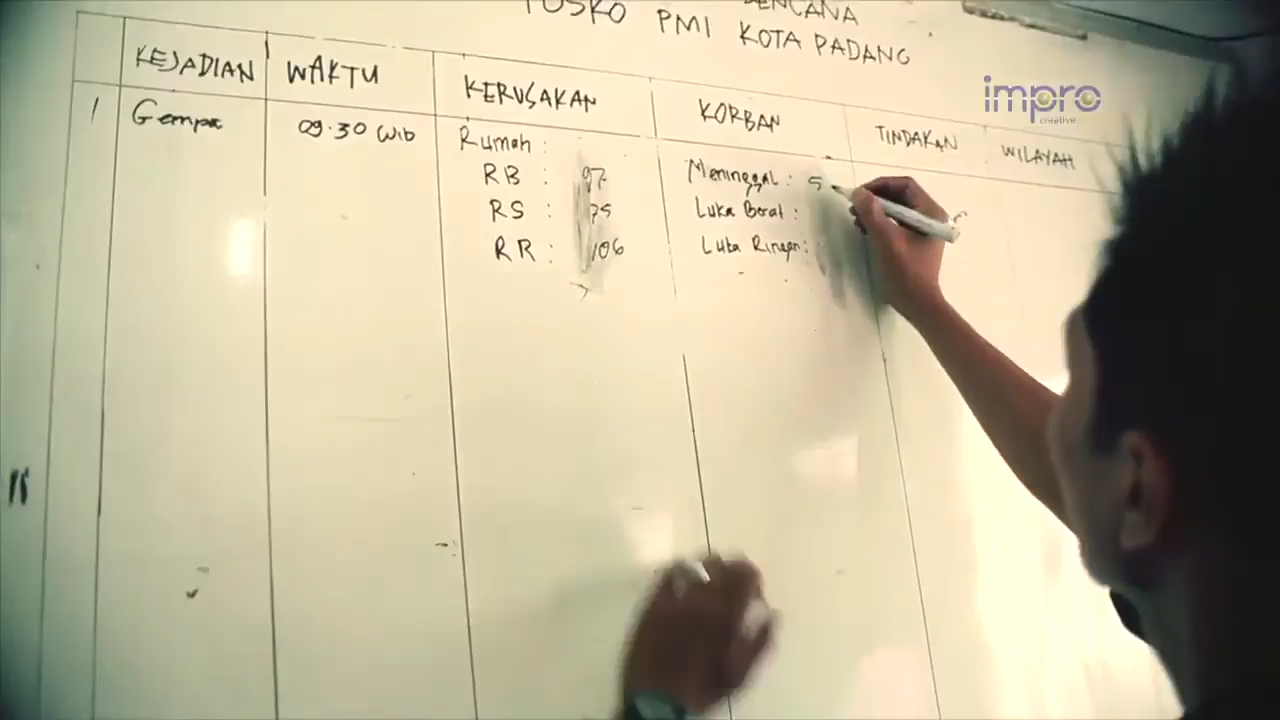 BENCANA
POSKO PMI KOTA PADANG
impro
creative
KEJADIAN WAKTU KERUSAKAN KORBAN TINDAKAN WILAYAH
1 Gempa 09.30 Wib Rumah :
RB : 97 Meninggal : 5
RS : 75 Luka Berat :
RR : 106 Luka Ringan :